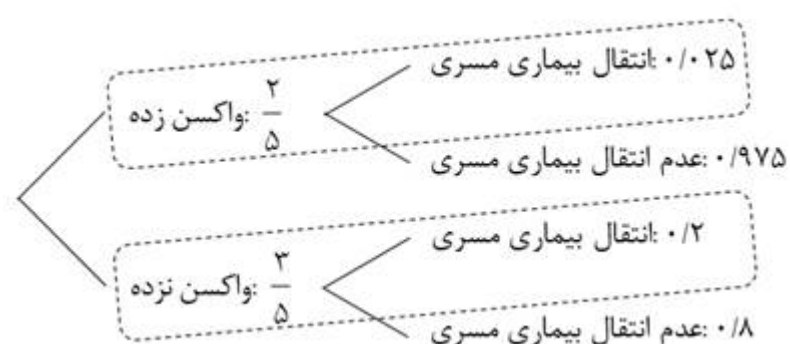 انتقال بیماری مسری: ۰/۰۲۵
واکسن زده: ۲/۵
عدم انتقال بیماری مسری: ۰/۹۷۵
انتقال بیماری مسری: ۰/۲
واکسن نزده: ۳/۵
عدم انتقال بیماری مسری: ۰/۸